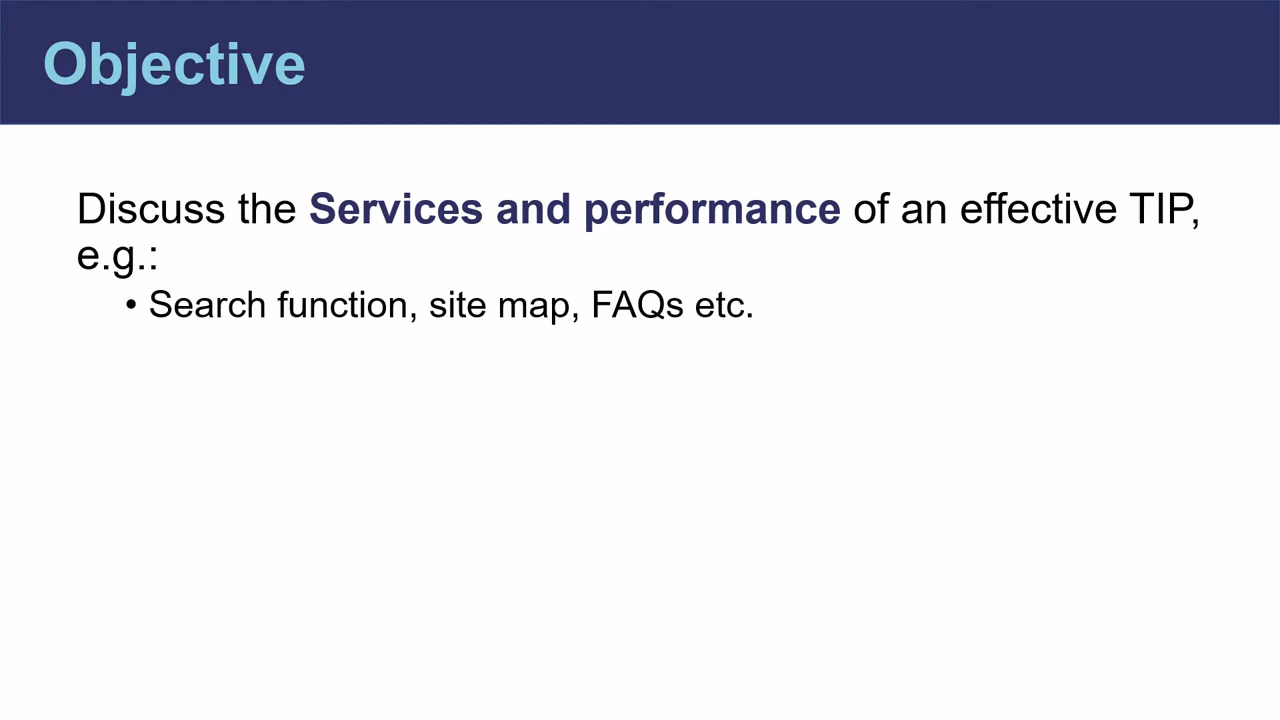 Objective
Discuss the Services and performance of an effective TIP,
e.g.:
• Search function, site map, FAQs etc.